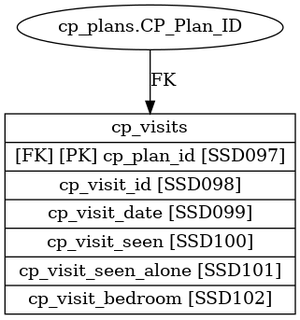 cp_plans.CP_Plan_ID
FK
cp_visits
[FK] [PK] cp_plan_id [SSD097]
cp_visit_id [SSD098]
cp_visit_date [SSD099]
cp_visit_seen [SSD100]
cp_visit_seen_alone [SSD101]
cp_visit_bedroom [SSD102]